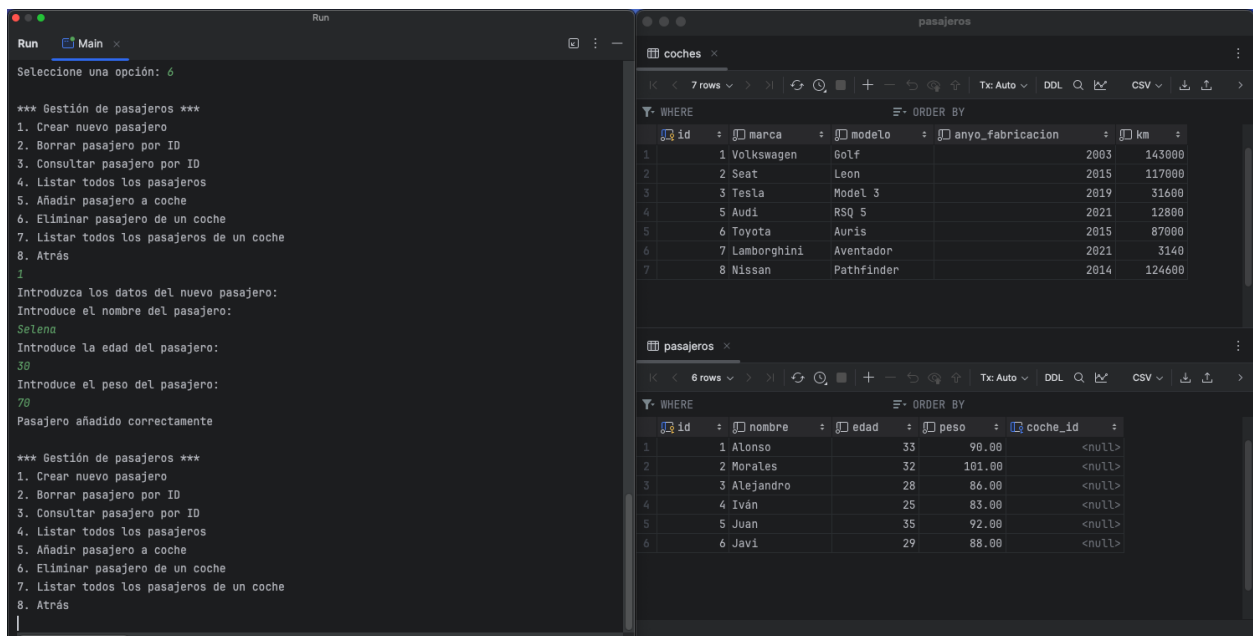 Run
Run Main
Seleccione una opción: 6
*** Gestión de pasajeros ***
1. Crear nuevo pasajero
2. Borrar pasajero por ID
3. Consultar pasajero por ID
4. Listar todos los pasajeros
5. Añadir pasajero a coche
6. Eliminar pasajero de un coche
7. Listar todos los pasajeros de un coche
8. Atrás
1
Introduzca los datos del nuevo pasajero:
Introduce el nombre del pasajero:
Selena
Introduce la edad del pasajero:
30
Introduce el peso del pasajero:
70
Pasajero añadido correctamente
*** Gestión de pasajeros ***
1. Crear nuevo pasajero
2. Borrar pasajero por ID
3. Consultar pasajero por ID
4. Listar todos los pasajeros
5. Añadir pasajero a coche
6. Eliminar pasajero de un coche
7. Listar todos los pasajeros de un coche
8. Atrás
pasajeros
coches
7 rows Tx: Auto DDL CSV
WHERE ORDER BY
id marca modelo anyo_fabricacion km
1 1 Volkswagen Golf 2003 143000
2 2 Seat Leon 2015 117000
3 3 Tesla Model 3 2019 31600
4 5 Audi RSQ 5 2021 12800
5 6 Toyota Auris 2015 87000
6 7 Lamborghini Aventador 2021 3140
7 8 Nissan Pathfinder 2014 124600
pasajeros
6 rows Tx: Auto DDL CSV
WHERE ORDER BY
id nombre edad peso coche_id
1 1 Alonso 33 90.00 <null>
2 2 Morales 32 101.00 <null>
3 3 Alejandro 28 86.00 <null>
4 4 Iván 25 83.00 <null>
5 5 Juan 35 92.00 <null>
6 6 Javi 29 88.00 <null>